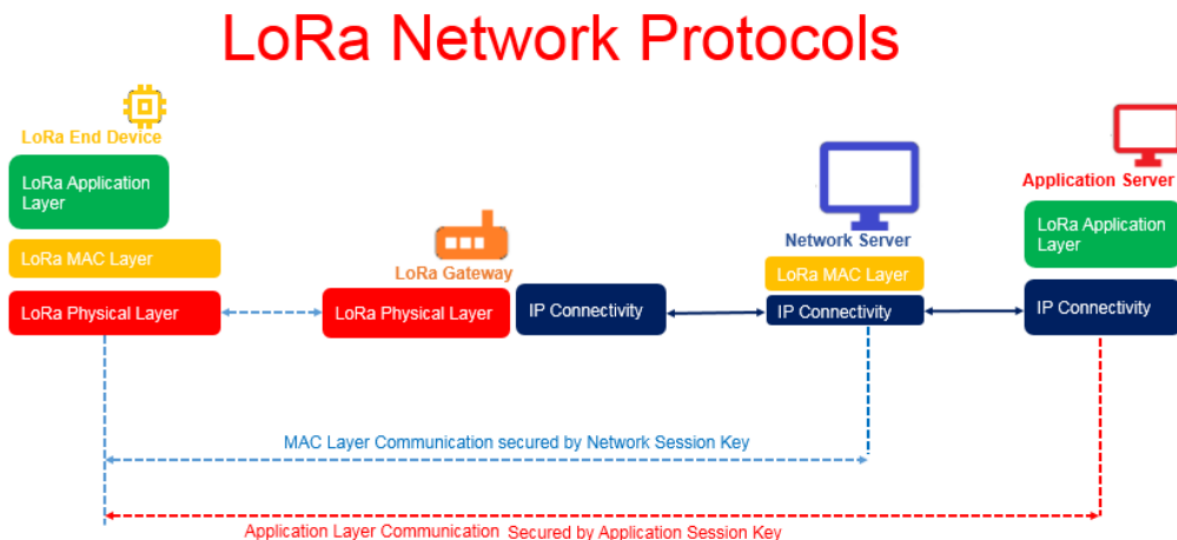 LoRa Network Protocols
LoRa End Device
LoRa Application
Layer
LoRa MAC Layer
LoRa Physical Layer
LoRa Gateway
LoRa Physical Layer
IP Connectivity
Network Server
LoRa MAC Layer
IP Connectivity
Application Server
LoRa Application
Layer
IP Connectivity
MAC Layer Communication secured by Network Session Key
Application Layer Communication Secured by Application Session Key